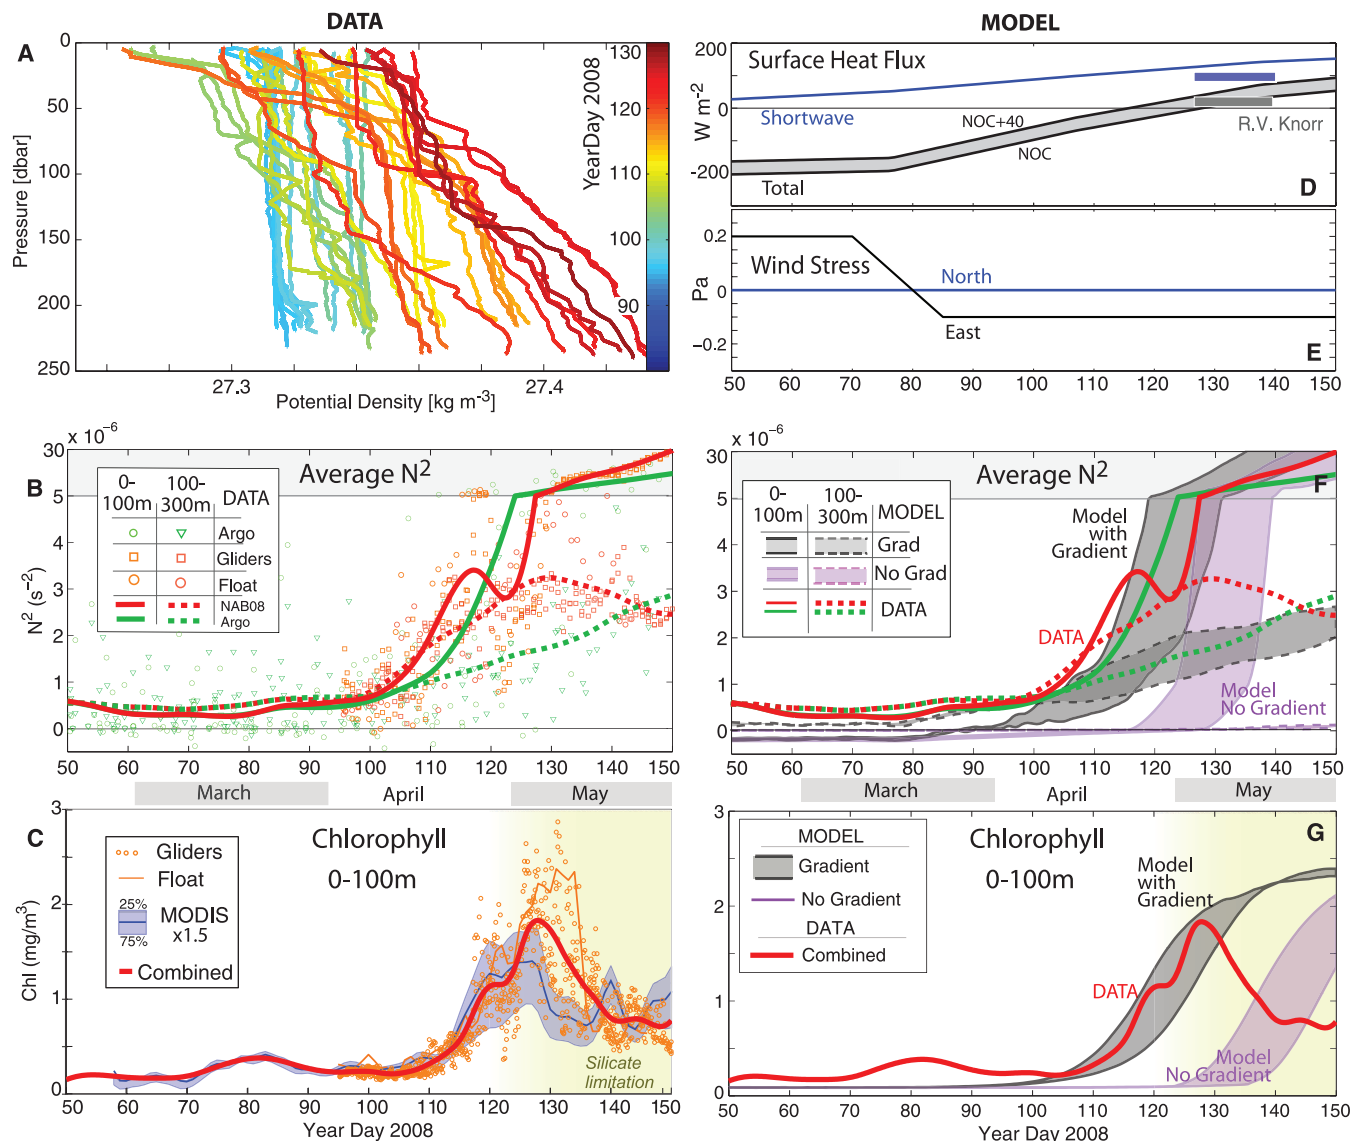 DATA
A
0
50
100
150
200
250
Pressure [dbar]
27.3
27.4
Potential Density [kg m-3]
130
120
110
100
90
YearDay 2008
MODEL
200
0
-200
W m-2
Surface Heat Flux
Shortwave
NOC+40
NOC
R.V. Knorr
Total
D
0.2
0
-0.2
Pa
Wind Stress
North
East
E
50 60 70 80 90 100 110 120 130 140 150
x 10-6
Average N2
B
30
5
4
3
2
1
0
N2 (s-2)
0-100m
100-300m
DATA
Argo
Gliders
Float
NAB08
Argo
50 60 70 80 90 100 110 120 130 140 150
March
April
May
x 10-6
Average N2
F
30
5
4
3
2
1
0
0-100m
100-300m
MODEL
Grad
No Grad
DATA
Model with Gradient
DATA
Model No Gradient
50 60 70 80 90 100 110 120 130 140 150
March
April
May
C
3
2
1
0
Chl (mg/m3)
Chlorophyll
0-100m
Gliders
Float
25%
75%
MODIS x1.5
Combined
Silicate limitation
50 60 70 80 90 100 110 120 130 140 150
Year Day 2008
G
3
2
1
0
Chlorophyll
0-100m
MODEL
Gradient
No Gradient
DATA
Combined
Model with Gradient
DATA
Model No Gradient
50 60 70 80 90 100 110 120 130 140 150
Year Day 2008